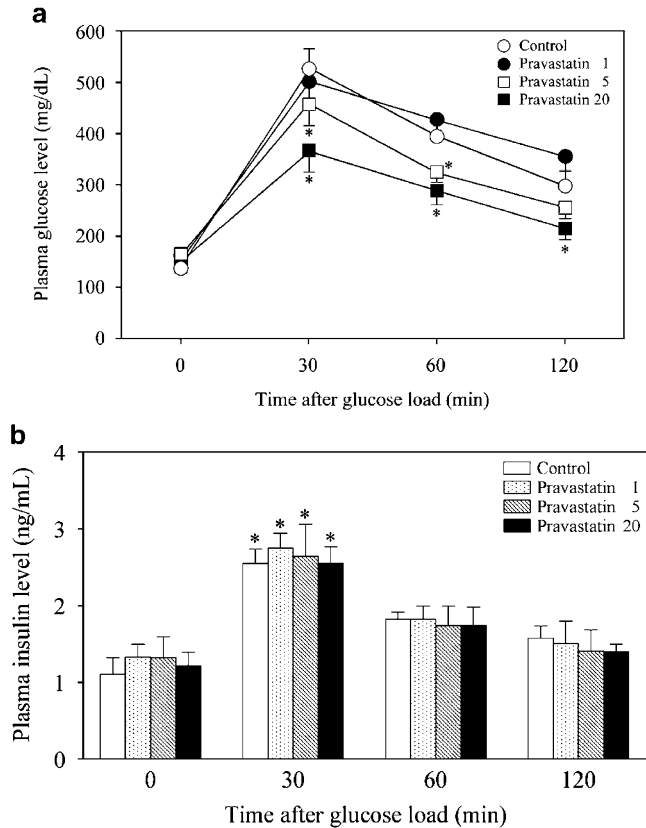 a
600
500
400
300
200
100
0
Plasma glucose level (mg/dL)
Control
Pravastatin 1
Pravastatin 5
Pravastatin 20
*
*
*
*
*
0 30 60 120
Time after glucose load (min)
b
4
3
2
1
0
Plasma insulin level (ng/mL)
Control
Pravastatin 1
Pravastatin 5
Pravastatin 20
* * * *
0 30 60 120
Time after glucose load (min)